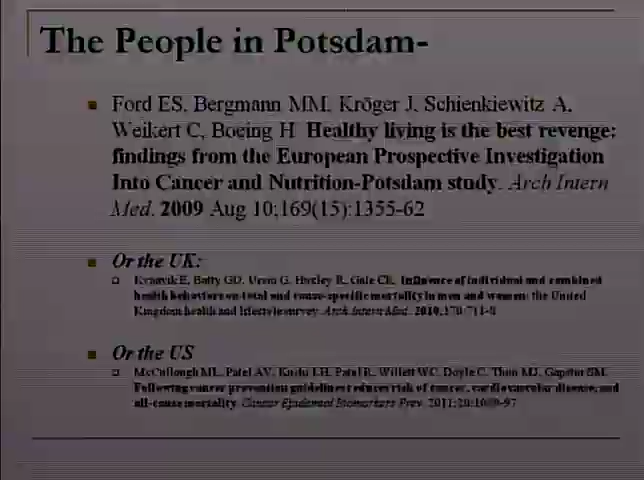 The People in Potsdam-
Ford ES, Bergmann MM, Kröger J, Schienkiewitz A,
Weikert C, Boeing H. Healthy living is the best revenge:
findings from the European Prospective Investigation
Into Cancer and Nutrition-Potsdam study. Arch Intern
Med. 2009 Aug 10;169(15):1355-62
Or the UK:
Kvaavik E, Batty GD, Ursin G, Huxley R, Gale CR. Influence of individual and combined
health behaviors on total and cause-specific mortality in men and women: the United
Kingdom health and lifestyle survey. Arch Intern Med. 2010;170:711-8
Or the US
McCullough ML, Patel AV, Kushi LH, Patel R, Willett WC, Doyle C, Thun MJ, Gapstur SM.
Following cancer prevention guidelines reduces risk of cancer, cardiovascular disease, and
all-cause mortality. Cancer Epidemiol Biomarkers Prev. 2011;20:1089-97